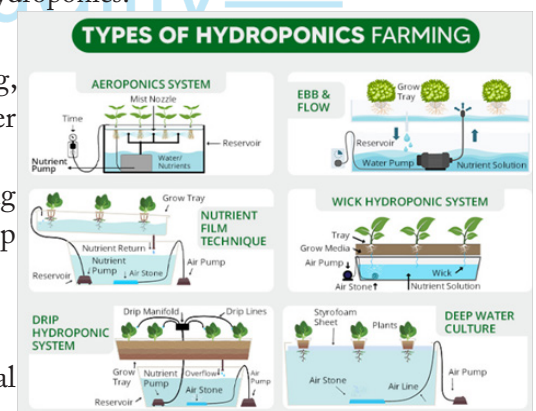 ydroponics.
TYPES OF HYDROPONICS FARMING
g,
er
ng
p
al
AEROPONICS SYSTEM
Mist Nozzle
Time
Reservoir
Nutrient
Pump
Water/
Nutrients
EBB &
FLOW
Grow
Tray
Reservoir
Water Pump
Nutrient Solution
NUTRIENT
FILM
TECHNIQUE
Grow Tray
Nutrient Return
Nutrient
Pump
Air Pump
Reservoir
Air Stone
WICK HYDROPONIC SYSTEM
Tray
Grow Media
Air Pump
Wick
Air Stone
Nutrient Solution
DRIP
HYDROPONIC
SYSTEM
Drip Manifold
Drip Lines
Grow
Tray
Nutrient
Pump
Overflow
Air
Pump
Air Stone
Reservoir
DEEP WATER
CULTURE
Styrofoam
Sheet
Plants
Air Stone
Air Line
Air Pump